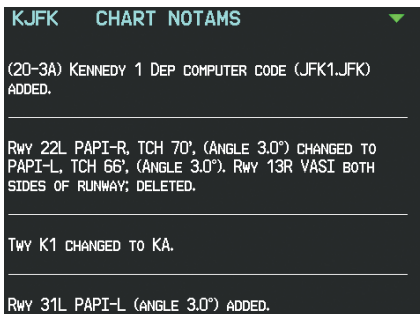 KJFK CHART NOTAMS
(20-3A) KENNEDY 1 DEP COMPUTER CODE (JFK1.JFK)
ADDED.
RWY 22L PAPI-R, TCH 70', (ANGLE 3.0°) CHANGED TO
PAPI-L, TCH 66', (ANGLE 3.0°). RWY 13R VASI BOTH
SIDES OF RUNWAY; DELETED.
TWY K1 CHANGED TO KA.
RWY 31L PAPI-L (ANGLE 3.0°) ADDED.